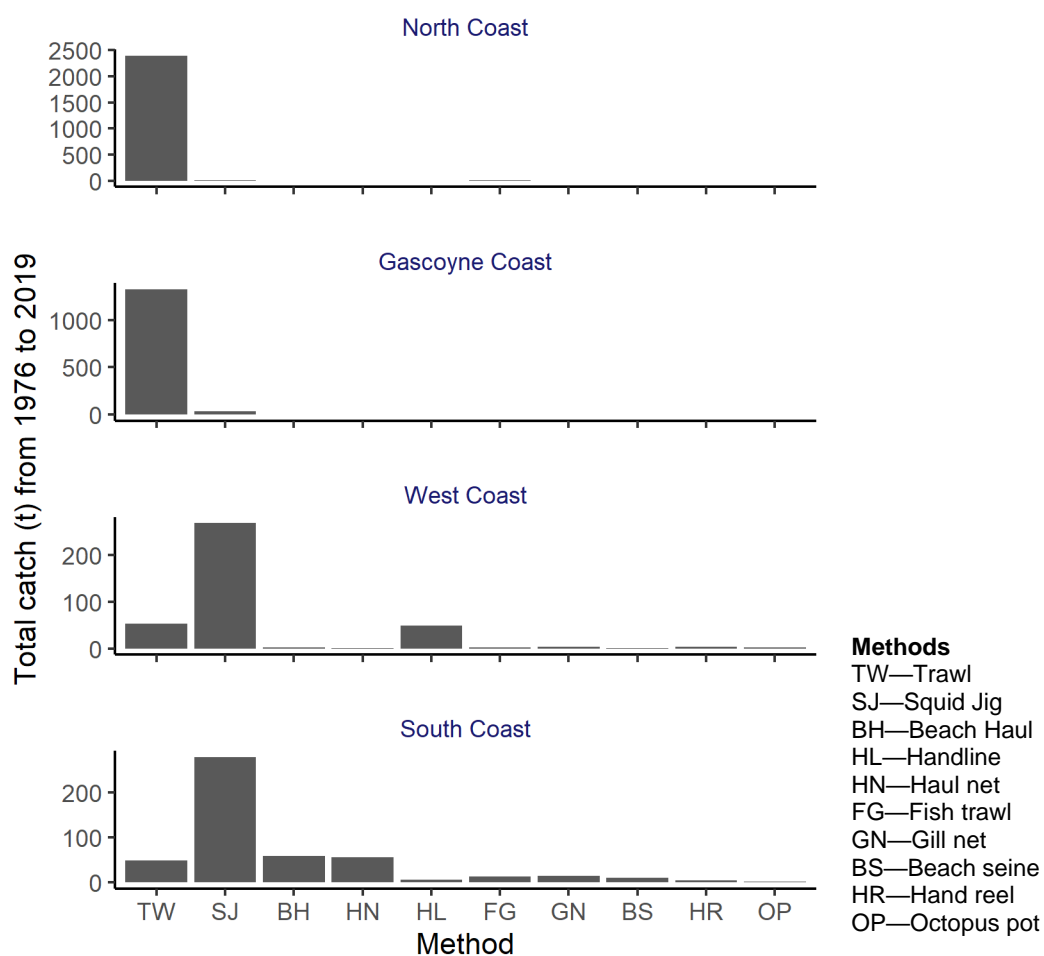 North Coast
2500
2000
1500
1000
500
0
Gascoyne Coast
1000
500
0
West Coast
200
100
0
South Coast
200
100
0
TW SJ BH HN HL FG GN BS HR OP
Method
Total catch (t) from 1976 to 2019
Methods
TW—Trawl
SJ—Squid Jig
BH—Beach Haul
HL—Handline
HN—Haul net
FG—Fish trawl
GN—Gill net
BS—Beach seine
HR—Hand reel
OP—Octopus pot